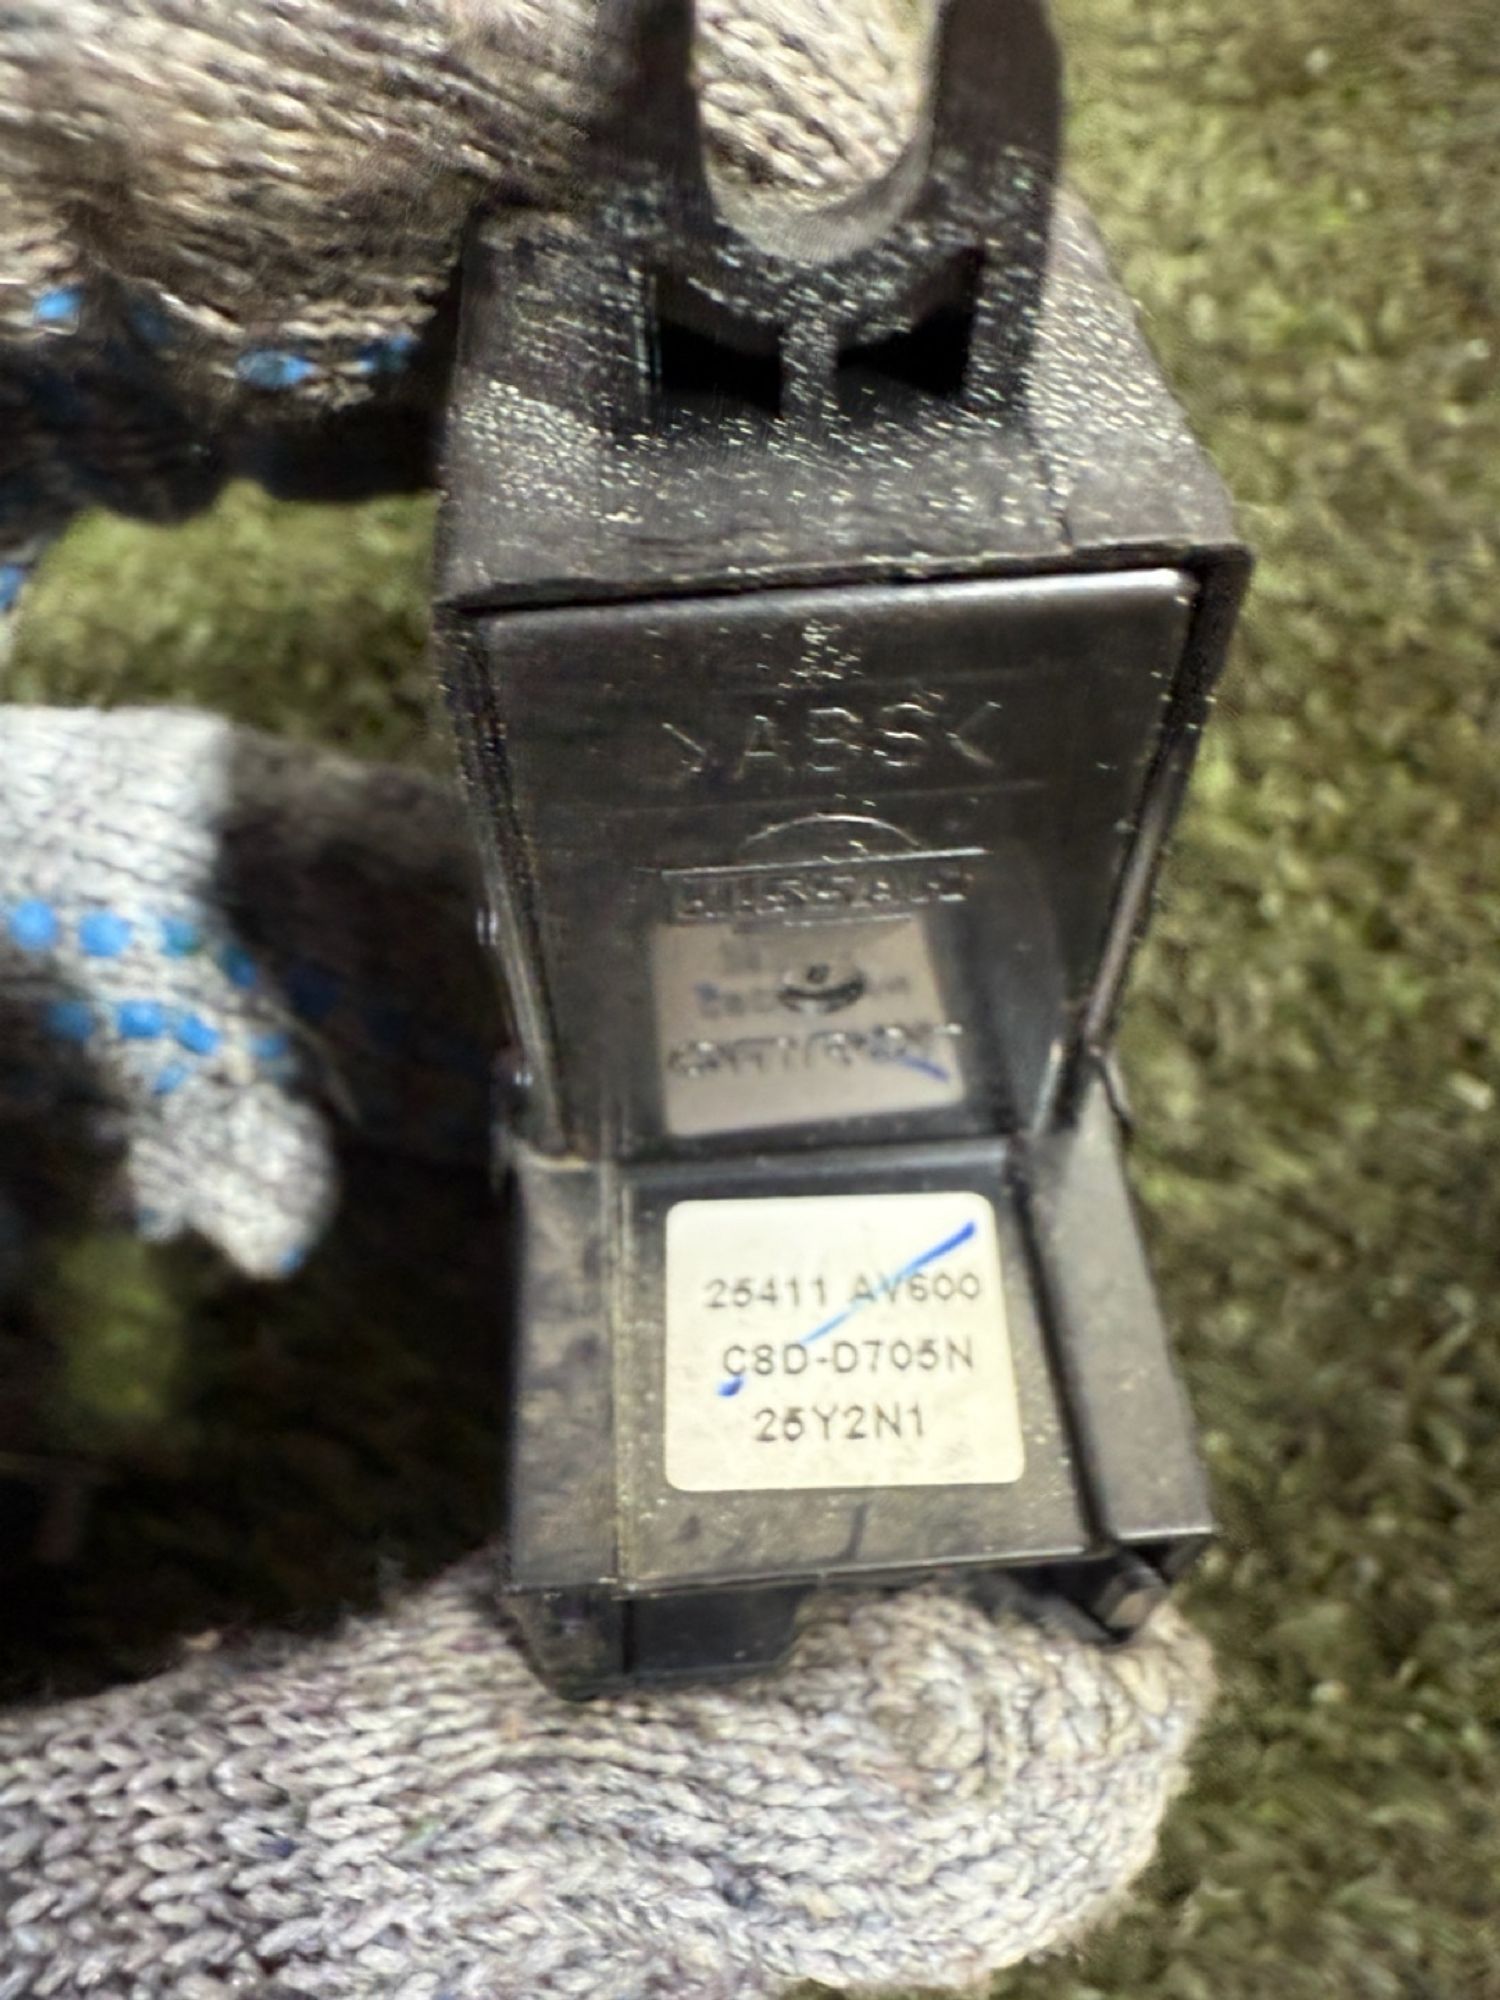 >ABS<
NISSAN
25411 AV600
C8D-D705N
25Y2N1